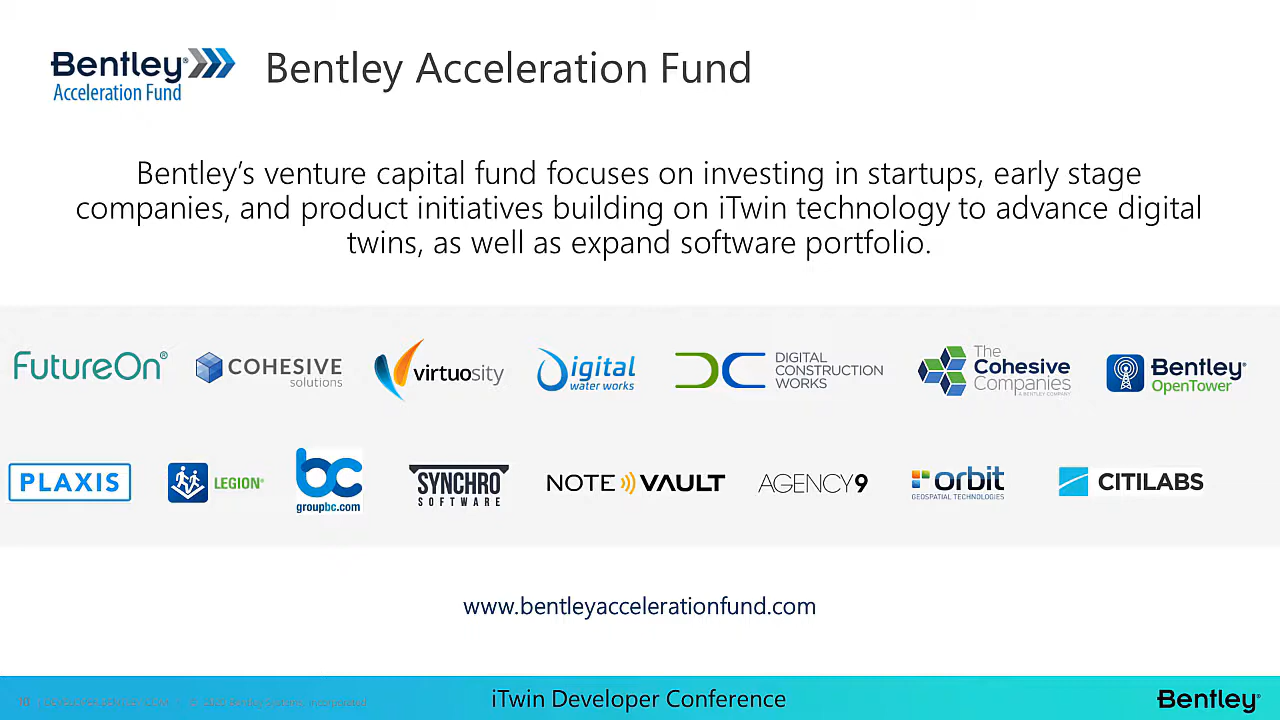 Bentley®
Acceleration Fund
Bentley Acceleration Fund
Bentley's venture capital fund focuses on investing in startups, early stage
companies, and product initiatives building on iTwin technology to advance digital
twins, as well as expand software portfolio.
FutureOn®
COHESIVE
solutions
virtuosity
Digital
water works
DC
DIGITAL
CONSTRUCTION
WORKS
The
Cohesive
Companies
A BENTLEY COMPANY
Bentley®
OpenTower
PLAXIS
LEGION®
bc
groupbc.com
SYNCHRO
SOFTWARE
NOTE VAULT
AGENCY9
orbit
GEOSPATIAL TECHNOLOGIES
CITILABS
www.bentleyaccelerationfund.com
iTwin Developer Conference
Bentley®